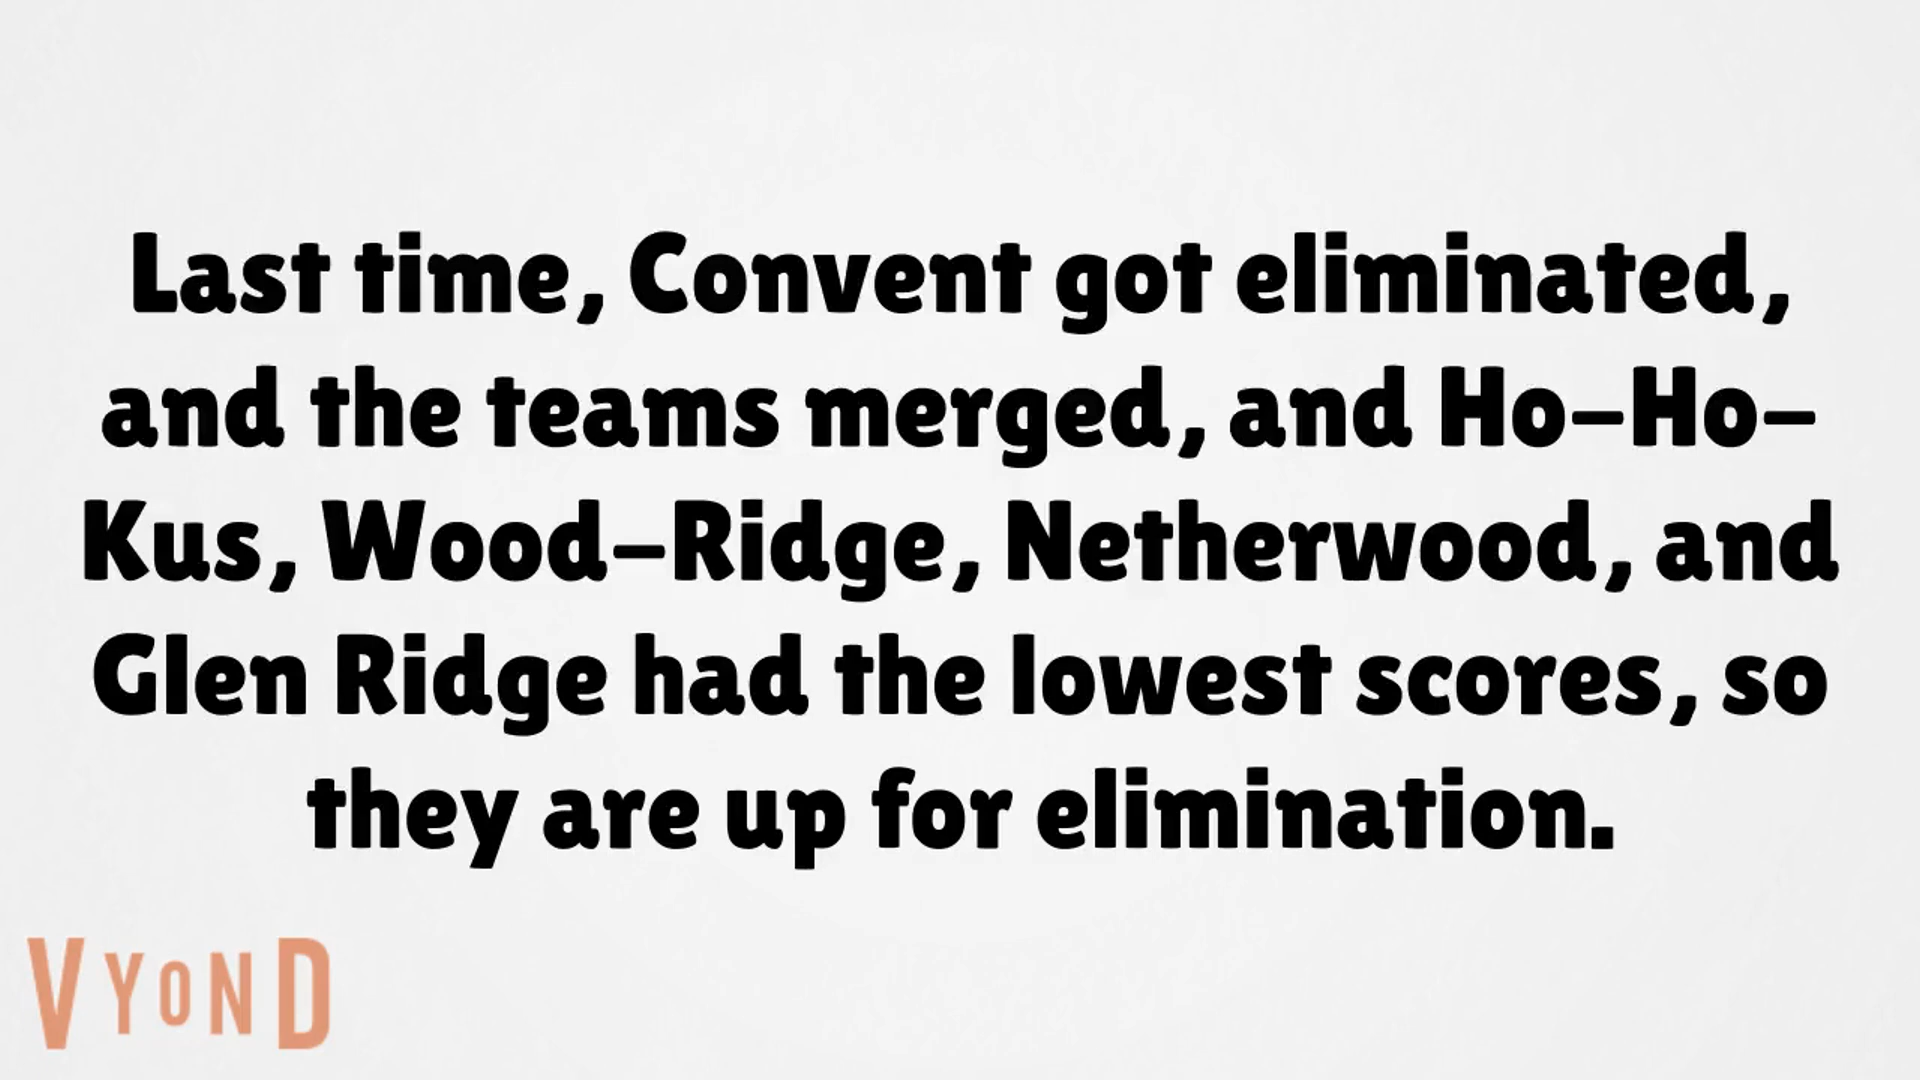 Last time, Convent got eliminated,
and the teams merged, and Ho-Ho-
Kus, Wood-Ridge, Netherwood, and
Glen Ridge had the lowest scores, so
they are up for elimination.
VYOND